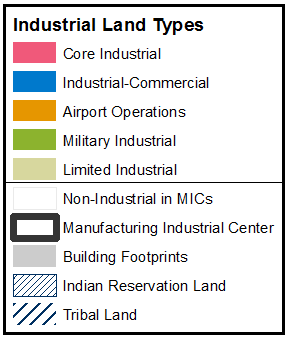 Industrial Land Types
Core Industrial
Industrial-Commercial
Airport Operations
Military Industrial
Limited Industrial
Non-Industrial in MICs
Manufacturing Industrial Center
Building Footprints
Indian Reservation Land
Tribal Land